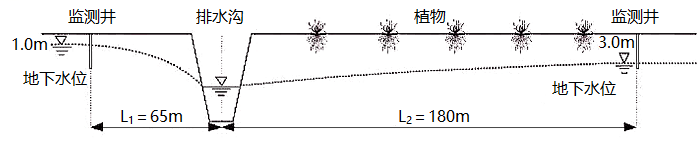 监测井 排水沟 植物 监测井
1.0m 3.0m
地下水位 地下水位
L₁ = 65m L₂ = 180m